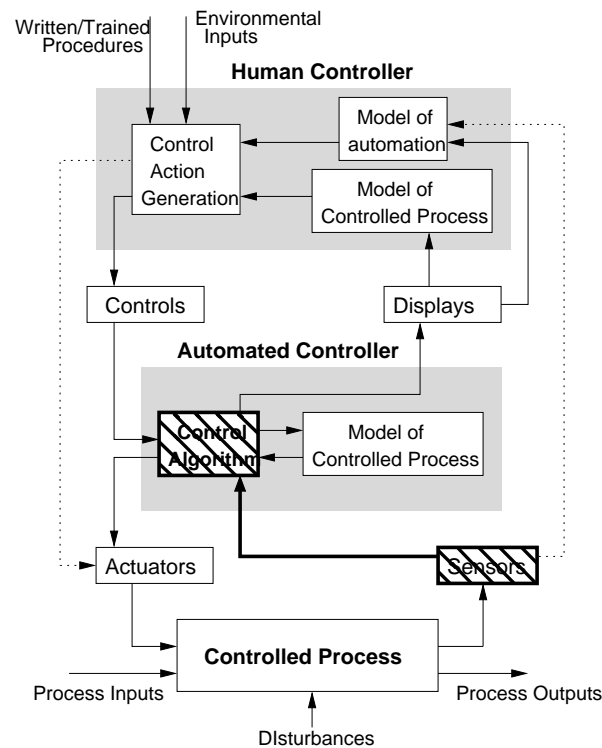 Written/Trained
Procedures
Environmental
Inputs
Human Controller
Control
Action
Generation
Model of
automation
Model of
Controlled Process
Controls
Displays
Automated Controller
Control
Algorithm
Model of
Controlled Process
Actuators
Sensors
Controlled Process
Process Inputs
Process Outputs
DIsturbances